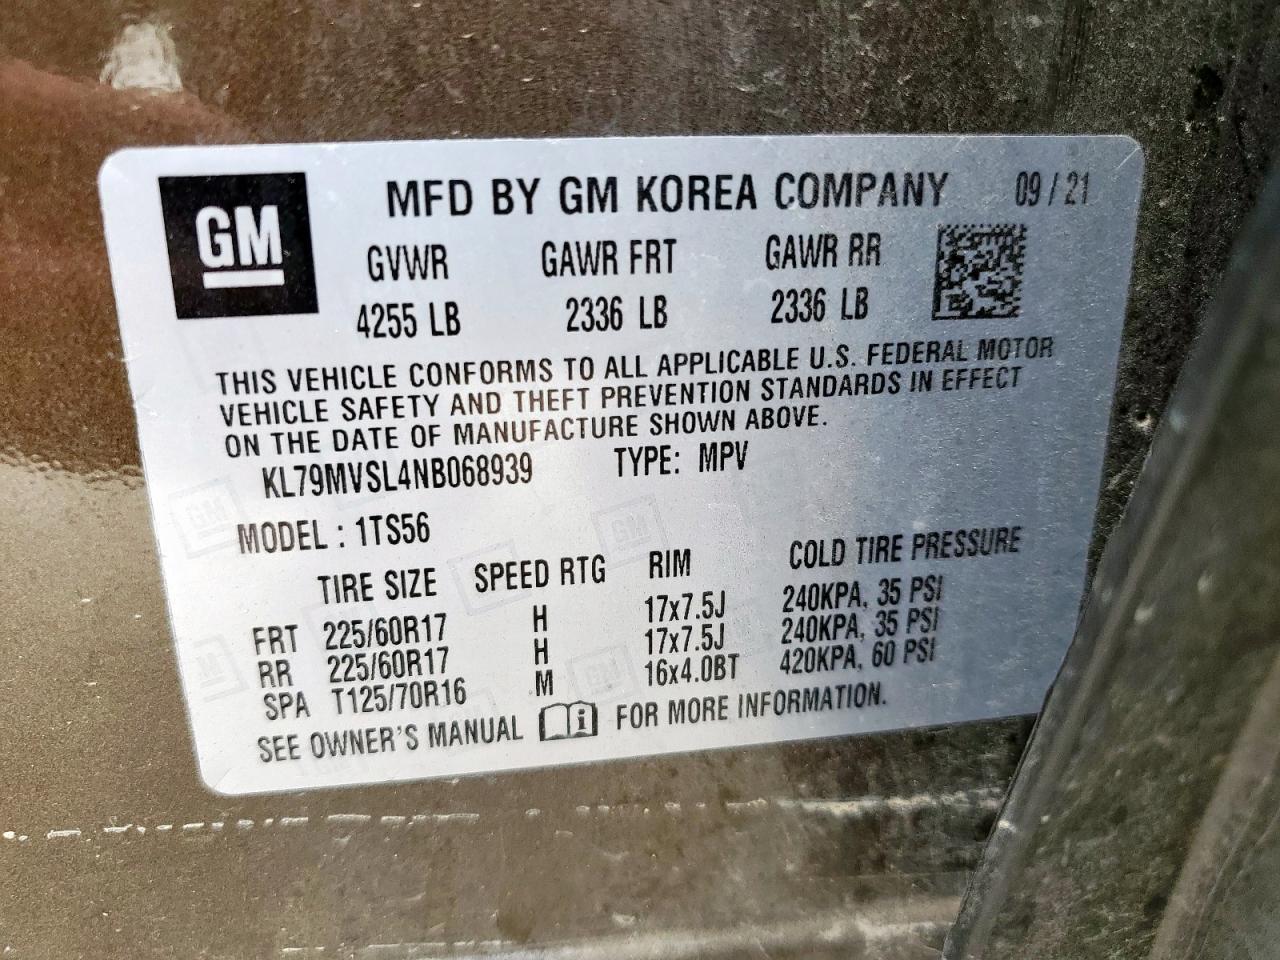 GM
MFD BY GM KOREA COMPANY 09 / 21
GVWR GAWR FRT GAWR RR
4255 LB 2336 LB 2336 LB
THIS VEHICLE CONFORMS TO ALL APPLICABLE U.S. FEDERAL MOTOR
VEHICLE SAFETY AND THEFT PREVENTION STANDARDS IN EFFECT
ON THE DATE OF MANUFACTURE SHOWN ABOVE.
KL79MVSL4NB068939 TYPE: MPV
MODEL : 1TS56
TIRE SIZE SPEED RTG RIM COLD TIRE PRESSURE
FRT 225/60R17 H 17x7.5J 240KPA, 35 PSI
RR 225/60R17 H 17x7.5J 240KPA, 35 PSI
SPA T125/70R16 M 16x4.0BT 420KPA, 60 PSI
SEE OWNER'S MANUAL FOR MORE INFORMATION.